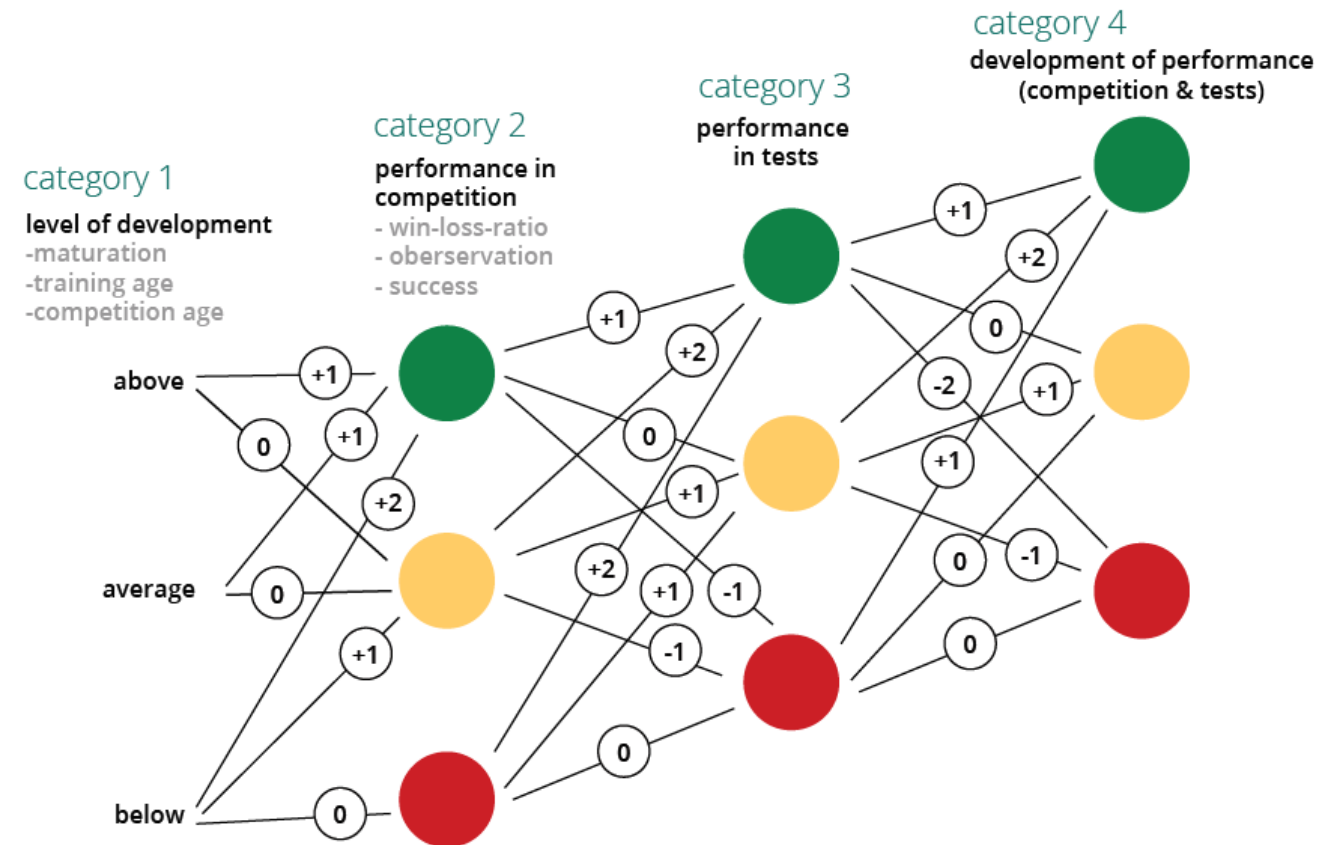 category 4
development of performance
(competition & tests)
category 3
performance
in tests
category 2
performance in
competition
- win-loss-ratio
- oberservation
- success
category 1
level of development
-maturation
-training age
-competition age
above
average
below
+1
0
+1
+2
0
+1
0
+1
+2
0
+1
+2
+1
-1
-1
0
+1
+2
0
-2
+1
+1
0
-1
0